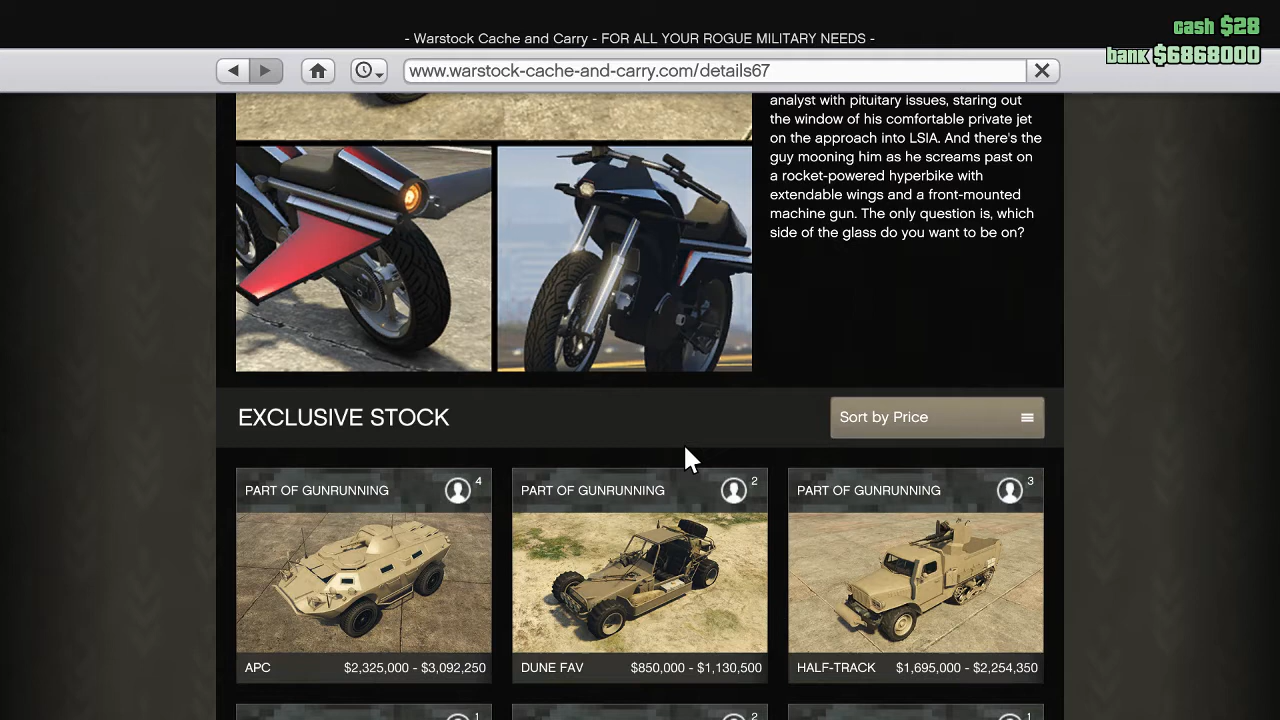 cash $28
- Warstock Cache and Carry - FOR ALL YOUR ROGUE MILITARY NEEDS -
bank $6868000
www.warstock-cache-and-carry.com/details67
analyst with pituitary issues, staring out
the window of his comfortable private jet
on the approach into LSIA. And there's the
guy mooning him as he screams past on
a rocket-powered hyperbike with
extendable wings and a front-mounted
machine gun. The only question is, which
side of the glass do you want to be on?
EXCLUSIVE STOCK
Sort by Price
PART OF GUNRUNNING 4
PART OF GUNRUNNING 2
PART OF GUNRUNNING 3
APC $2,325,000 - $3,092,250
DUNE FAV $850,000 - $1,130,500
HALF-TRACK $1,695,000 - $2,254,350
1
2
1